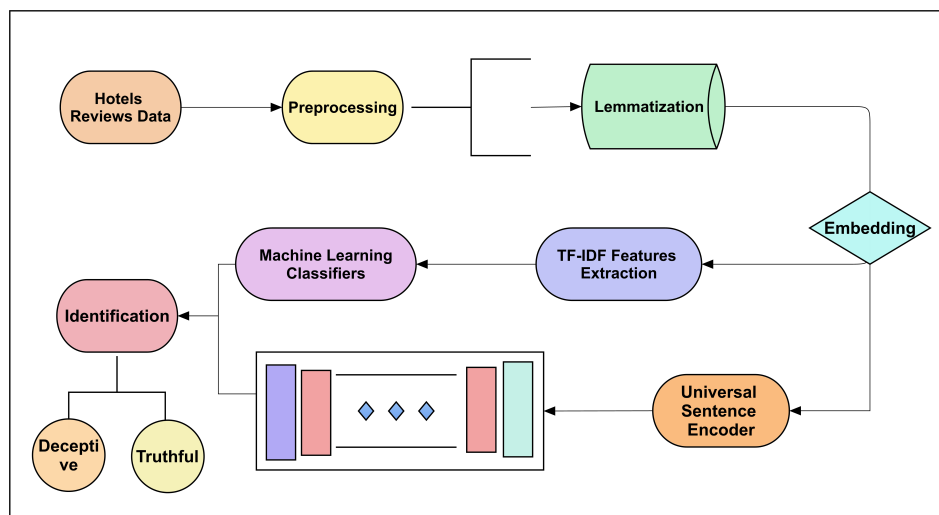 Hotels
Reviews Data
Preprocessing
Lemmatization
Embedding
TF-IDF Features
Extraction
Machine Learning
Classifiers
Identification
Universal
Sentence
Encoder
Decepti
ve
Truthful